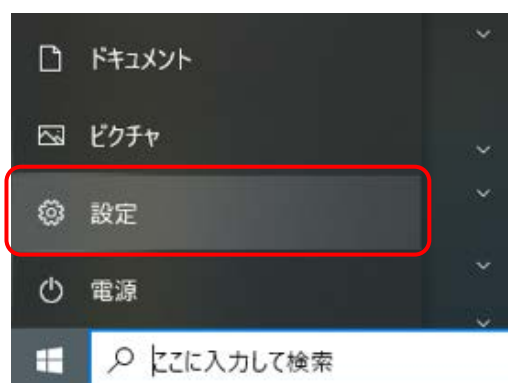 ドキュメント
ピクチャ
設定
電源
ここに入力して検索